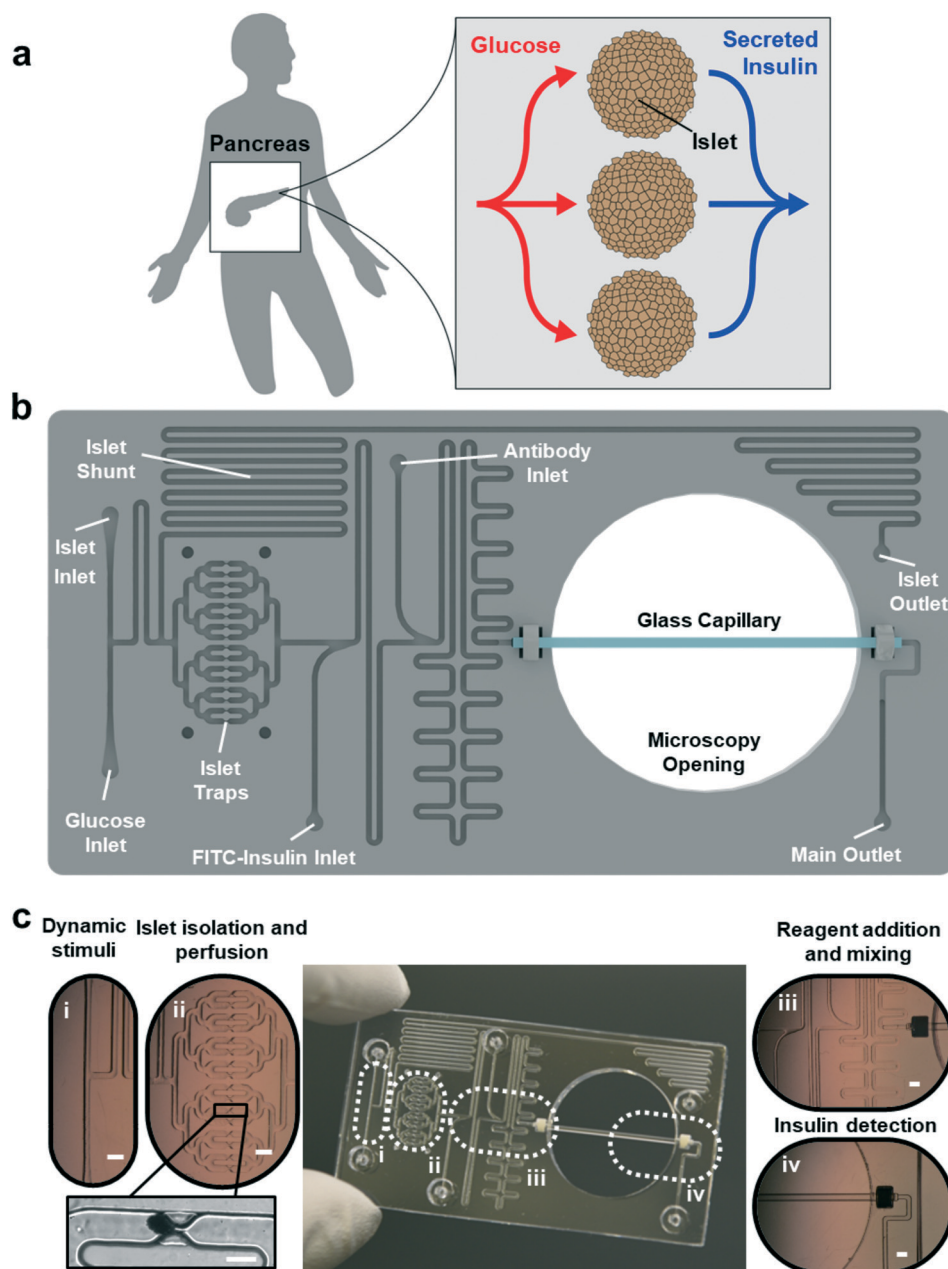 a
Pancreas
Glucose
Secreted
Insulin
Islet
b
Islet
Shunt
Antibody
Inlet
Islet
Inlet
Islet
Outlet
Glass Capillary
Microscopy
Opening
Islet
Traps
Glucose
Inlet
FITC-Insulin Inlet
Main Outlet
c
Dynamic
stimuli
Islet isolation and
perfusion
Reagent addition
and mixing
i
ii
iii
i
ii
iii
iv
Insulin detection
iv